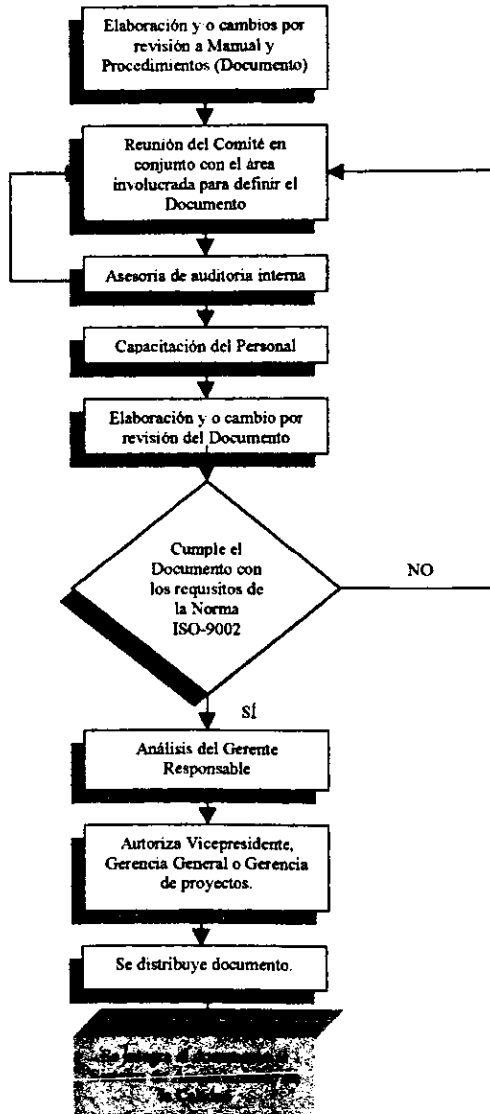 Elaboración y o cambios por
revisión a Manual y
Procedimientos (Documento)
Reunión del Comité en
conjunto con el área
involucrada para definir el
Documento
Asesoria de auditoria interna
Capacitación del Personal
Elaboración y o cambio por
revisión del Documento
Cumple el
Documento con
los requisitos de
la Norma
ISO-9002
NO
SÍ
Análisis del Gerente
Responsable
Autoriza Vicepresidente,
Gerencia General o Gerencia
de proyectos.
Se distribuye documento.
la Calidad